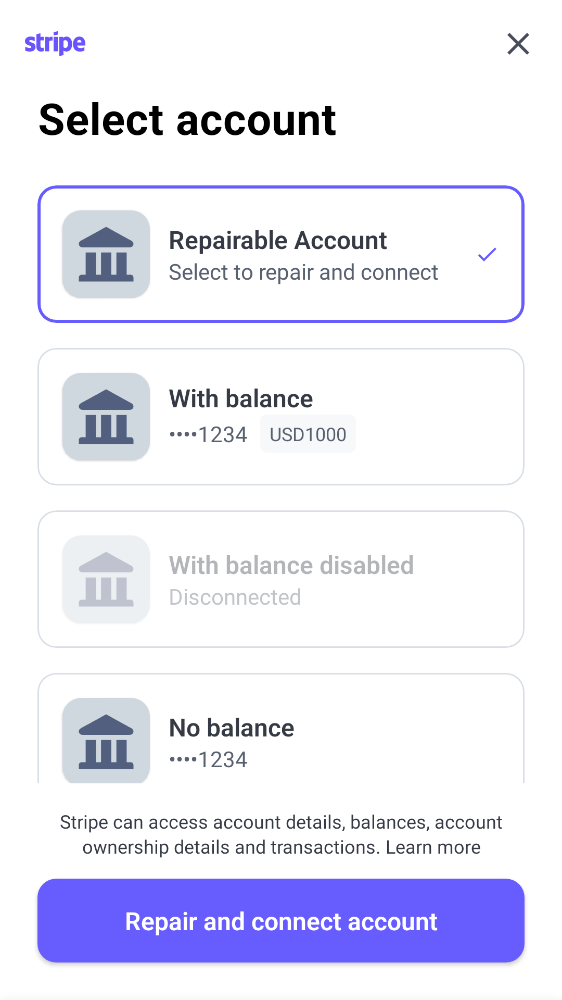 stripe
Select account
Repairable Account
Select to repair and connect
With balance
••••1234 USD1000
With balance disabled
Disconnected
No balance
••••1234
Stripe can access account details, balances, account
ownership details and transactions. Learn more
Repair and connect account